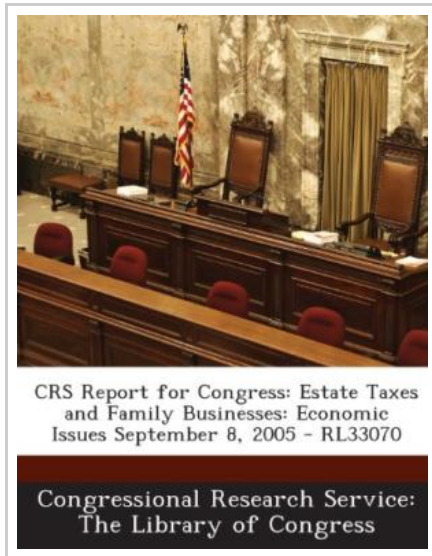 CRS Report for Congress: Estate Taxes
and Family Businesses: Economic
Issues September 8, 2005 - RL33070
Congressional Research Service:
The Library of Congress